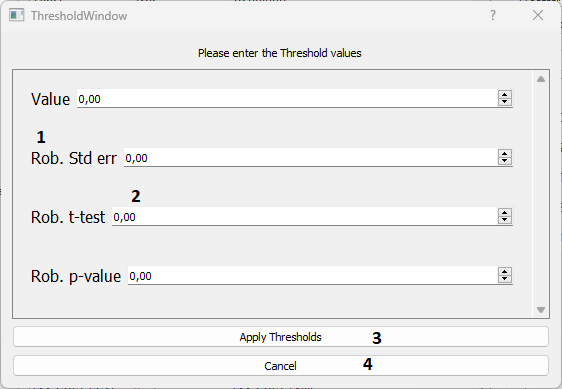 ThresholdWindow
Please enter the Threshold values
Value 0,00
1
Rob. Std err 0,00
2
Rob. t-test 0,00
Rob. p-value 0,00
Apply Thresholds 3
Cancel 4